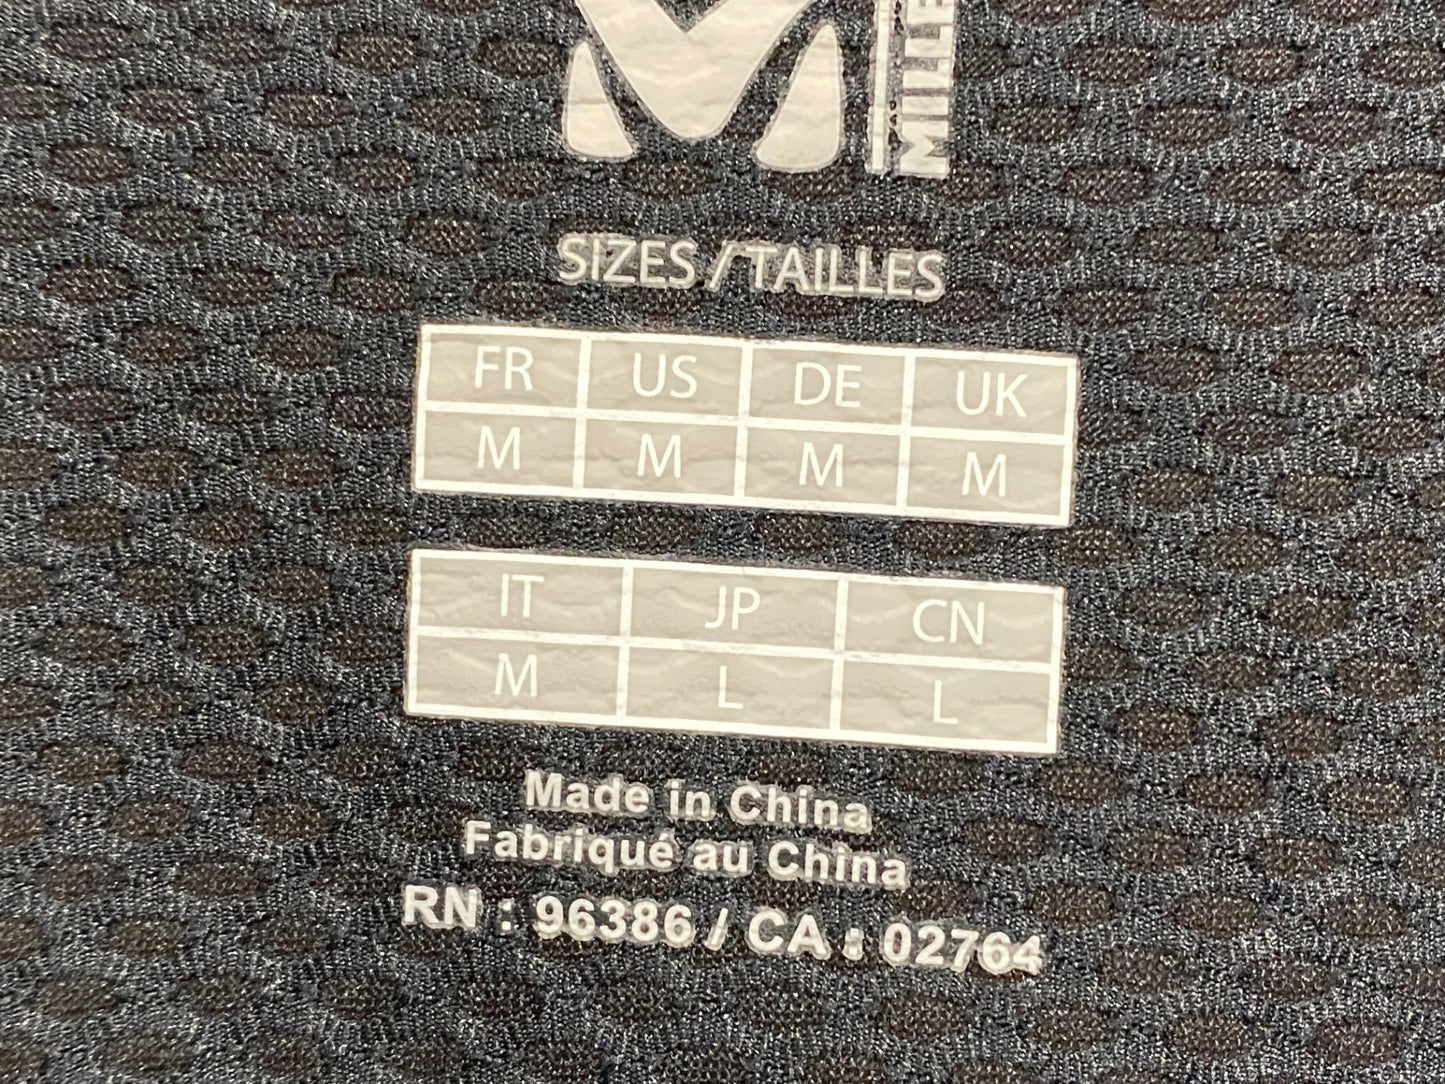 SIZES / TAILLES
FR US DE UK
M M M M
IT JP CN
M L L
Made in China
Fabriqué au China
RN : 96386 / CA : 02764